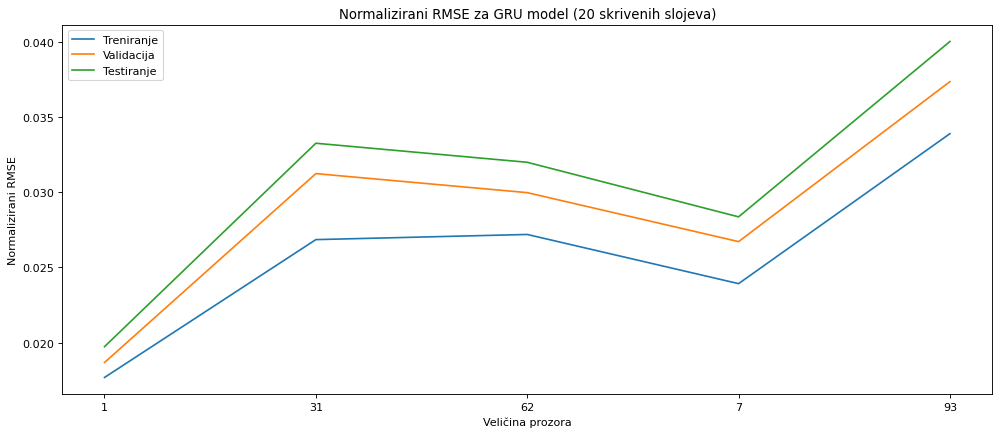 Normalizirani RMSE za GRU model (20 skrivenih slojeva)
Treniranje
Validacija
Testiranje
Normalizirani RMSE
0.040
0.035
0.030
0.025
0.020
1 31 62 7 93
Veličina prozora